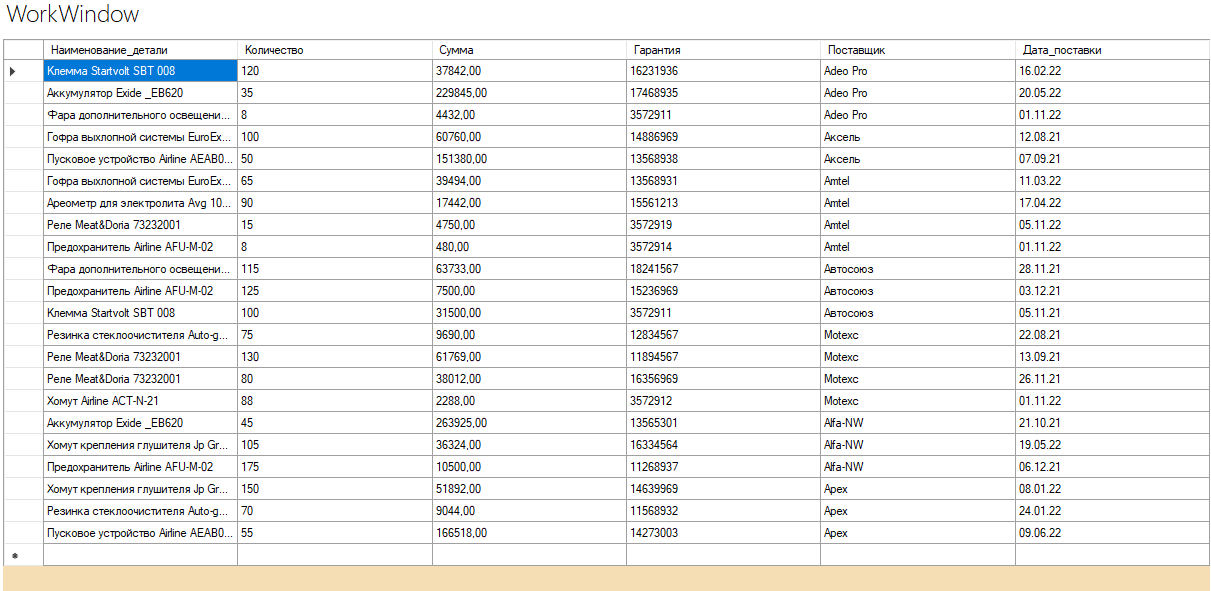 WorkWindow
Наименование_детали Количество Сумма Гарантия Поставщик Дата_поставки
Клемма Startvolt SBT 008 120 37842,00 16231936 Adeo Pro 16.02.22
Аккумулятор Exide _EB620 35 229845,00 17468935 Adeo Pro 20.05.22
Фара дополнительного освещени... 8 4432,00 3572911 Adeo Pro 01.11.22
Гофра выхлопной системы EuroEx... 100 60760,00 14886969 Аксель 12.08.21
Пусковое устройство Airline AEAB0... 50 151380,00 13568938 Аксель 07.09.21
Гофра выхлопной системы EuroEx... 65 39494,00 13568931 Amtel 11.03.22
Ареометр для электролита Avg 10... 90 17442,00 15561213 Amtel 17.04.22
Реле Meat&Doria 73232001 15 4750,00 3572919 Amtel 05.11.22
Предохранитель Airline AFU-M-02 8 480,00 3572914 Amtel 01.11.22
Фара дополнительного освещени... 115 63733,00 18241567 Автосоюз 28.11.21
Предохранитель Airline AFU-M-02 125 7500,00 15236969 Автосоюз 03.12.21
Клемма Startvolt SBT 008 100 31500,00 3572911 Автосоюз 05.11.21
Резинка стеклоочистителя Auto-g... 75 9690,00 12834567 Мотехс 22.08.21
Реле Meat&Doria 73232001 130 61769,00 11894567 Мотехс 13.09.21
Реле Meat&Doria 73232001 80 38012,00 16356969 Мотехс 26.11.21
Хомут Airline ACT-N-21 88 2288,00 3572912 Мотехс 01.11.22
Аккумулятор Exide _EB620 45 263925,00 13565301 Alfa-NW 21.10.21
Хомут крепления глушителя Jp Gr... 105 36324,00 16334564 Alfa-NW 19.05.22
Предохранитель Airline AFU-M-02 175 10500,00 11268937 Alfa-NW 06.12.21
Хомут крепления глушителя Jp Gr... 150 51892,00 14639969 Apex 08.01.22
Резинка стеклоочистителя Auto-g... 70 9044,00 11568932 Apex 24.01.22
Пусковое устройство Airline AEAB0... 55 166518,00 14273003 Apex 09.06.22